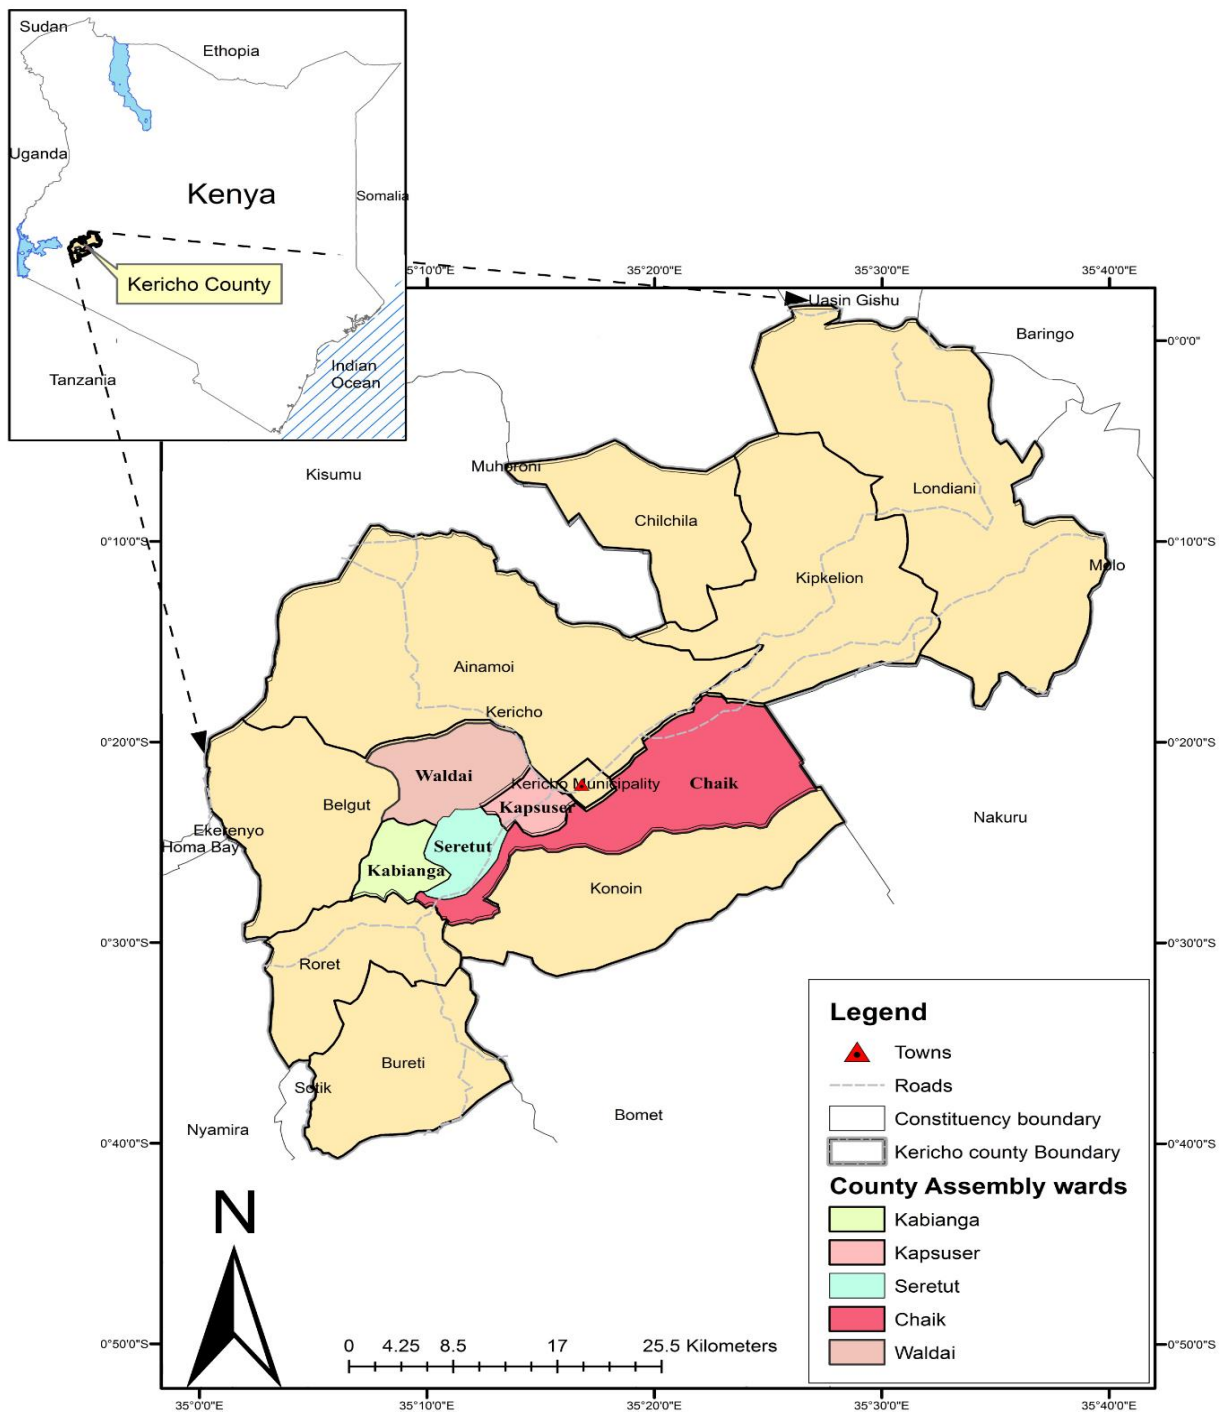 Sudan
Ethiopia
Uganda
Kenya
Somalia
Kericho County
Indian
Ocean
Tanzania
5°10'0"E
35°20'0"E
35°30'0"E
35°40'0"E
Uasin Gishu
Baringo
0°0'0"
Kisumu
Muhoroni
Londiani
Chilchila
0°10'0"S
0°10'0"S
Molo
Kipkelion
Ainamoi
Kericho
0°20'0"S
0°20'0"S
Waldai
Kericho Municipality
Chaik
Belgut
Kapsuser
Ekerenyo
Nakuru
Homa Bay
Seretut
Kabianga
Konoin
0°30'0"S
0°30'0"S
Roret
Bureti
Sotik
Bomet
Nyamira
0°40'0"S
0°40'0"S
Legend
Towns
Roads
Constituency boundary
Kericho county Boundary
County Assembly wards
Kabianga
Kapsuser
Seretut
Chaik
Waldai
N
0°50'0"S
0°50'0"S
0 4.25 8.5 17 25.5 Kilometers
35°0'0"E
35°10'0"E
35°20'0"E
35°30'0"E
35°40'0"E